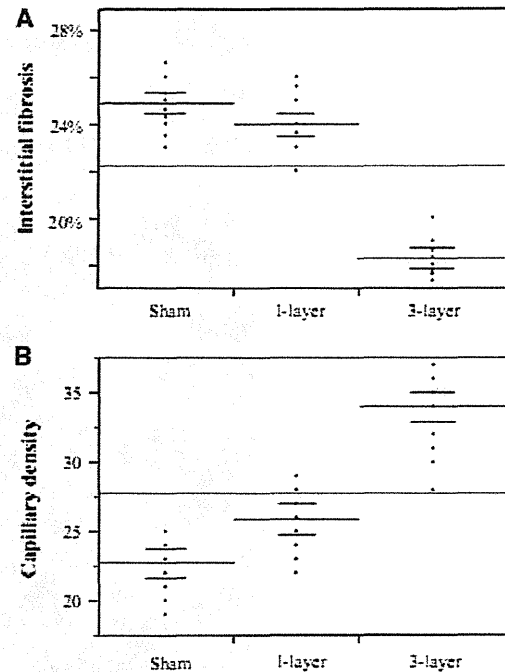 A
Interstitial fibrosis
28%
24%
20%
Sham 1-layer 3-layer
B
Capillary density
35
30
25
20
Sham 1-layer 3-layer